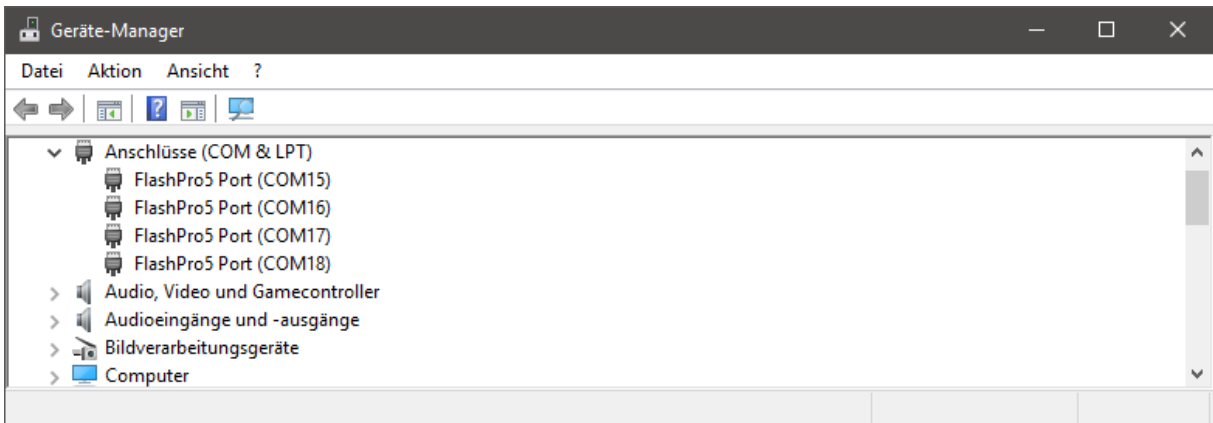 Geräte-Manager
Datei Aktion Ansicht ?
Anschlüsse (COM & LPT)
FlashPro5 Port (COM15)
FlashPro5 Port (COM16)
FlashPro5 Port (COM17)
FlashPro5 Port (COM18)
Audio, Video und Gamecontroller
Audioeingänge und -ausgänge
Bildverarbeitungsgeräte
Computer